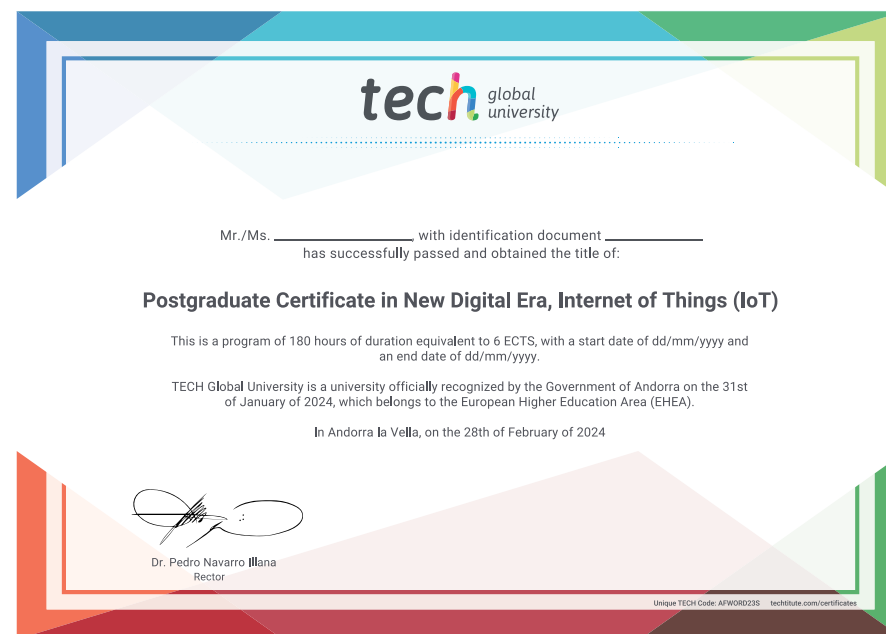 tech global university
Mr./Ms. ____________, with identification document ____________
has successfully passed and obtained the title of:
Postgraduate Certificate in New Digital Era, Internet of Things (IoT)
This is a program of 180 hours of duration equivalent to 6 ECTS, with a start date of dd/mm/yyyy and
an end date of dd/mm/yyyy.
TECH Global University is a university officially recognized by the Government of Andorra on the 31st
of January of 2024, which belongs to the European Higher Education Area (EHEA).
In Andorra la Vella, on the 28th of February of 2024
Dr. Pedro Navarro Illana
Rector
Unique TECH Code: AFWORD23S techtitute.com/certificates